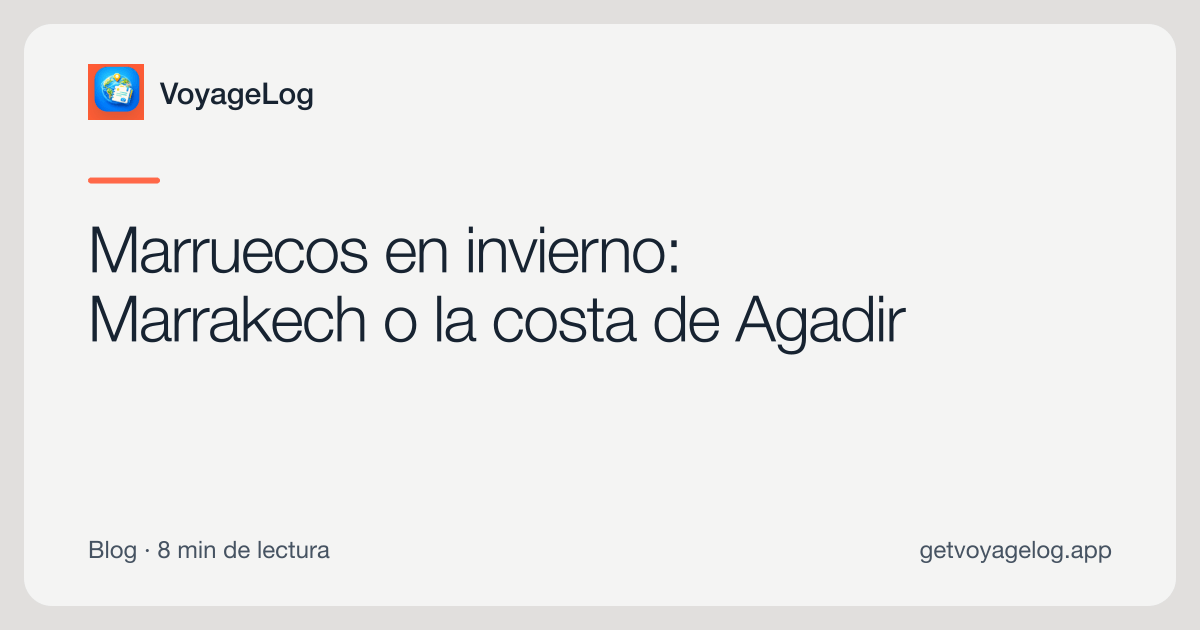 VoyageLog
Marruecos en invierno:
Marrakech o la costa de Agadir
Blog · 8 min de lectura
getvoyagelog.app